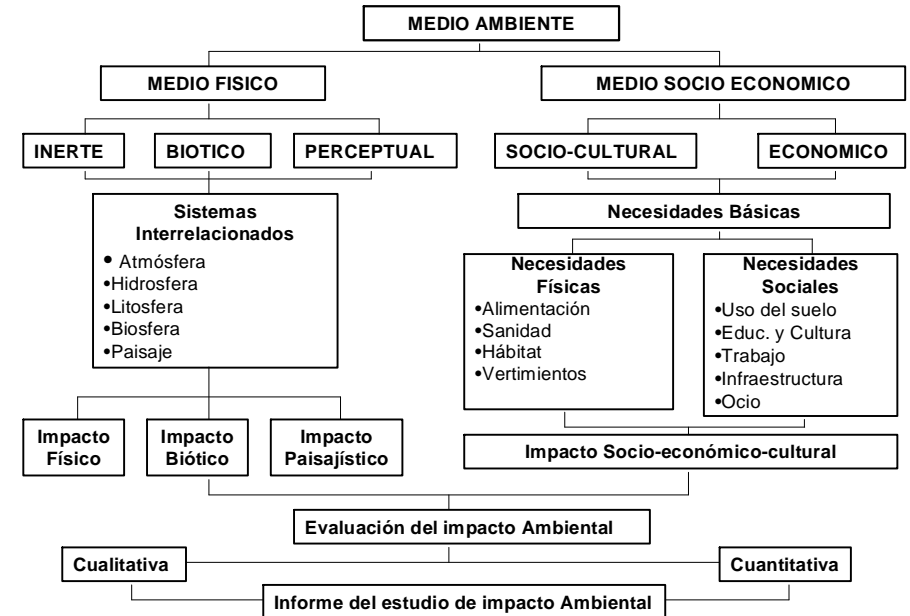 MEDIO AMBIENTE
MEDIO FISICO
MEDIO SOCIO ECONOMICO
INERTE
BIOTICO
PERCEPTUAL
SOCIO-CULTURAL
ECONOMICO
Sistemas
Interrelacionados
• Atmósfera
•Hidrosfera
•Litosfera
•Biosfera
•Paisaje
Necesidades Básicas
Necesidades
Físicas
•Alimentación
•Sanidad
•Hábitat
•Vertimientos
Necesidades
Sociales
•Uso del suelo
•Educ. y Cultura
•Trabajo
•Infraestructura
•Ocio
Impacto
Físico
Impacto
Biótico
Impacto
Paisajístico
Impacto Socio-económico-cultural
Evaluación del impacto Ambiental
Cualitativa
Cuantitativa
Informe del estudio de impacto Ambiental